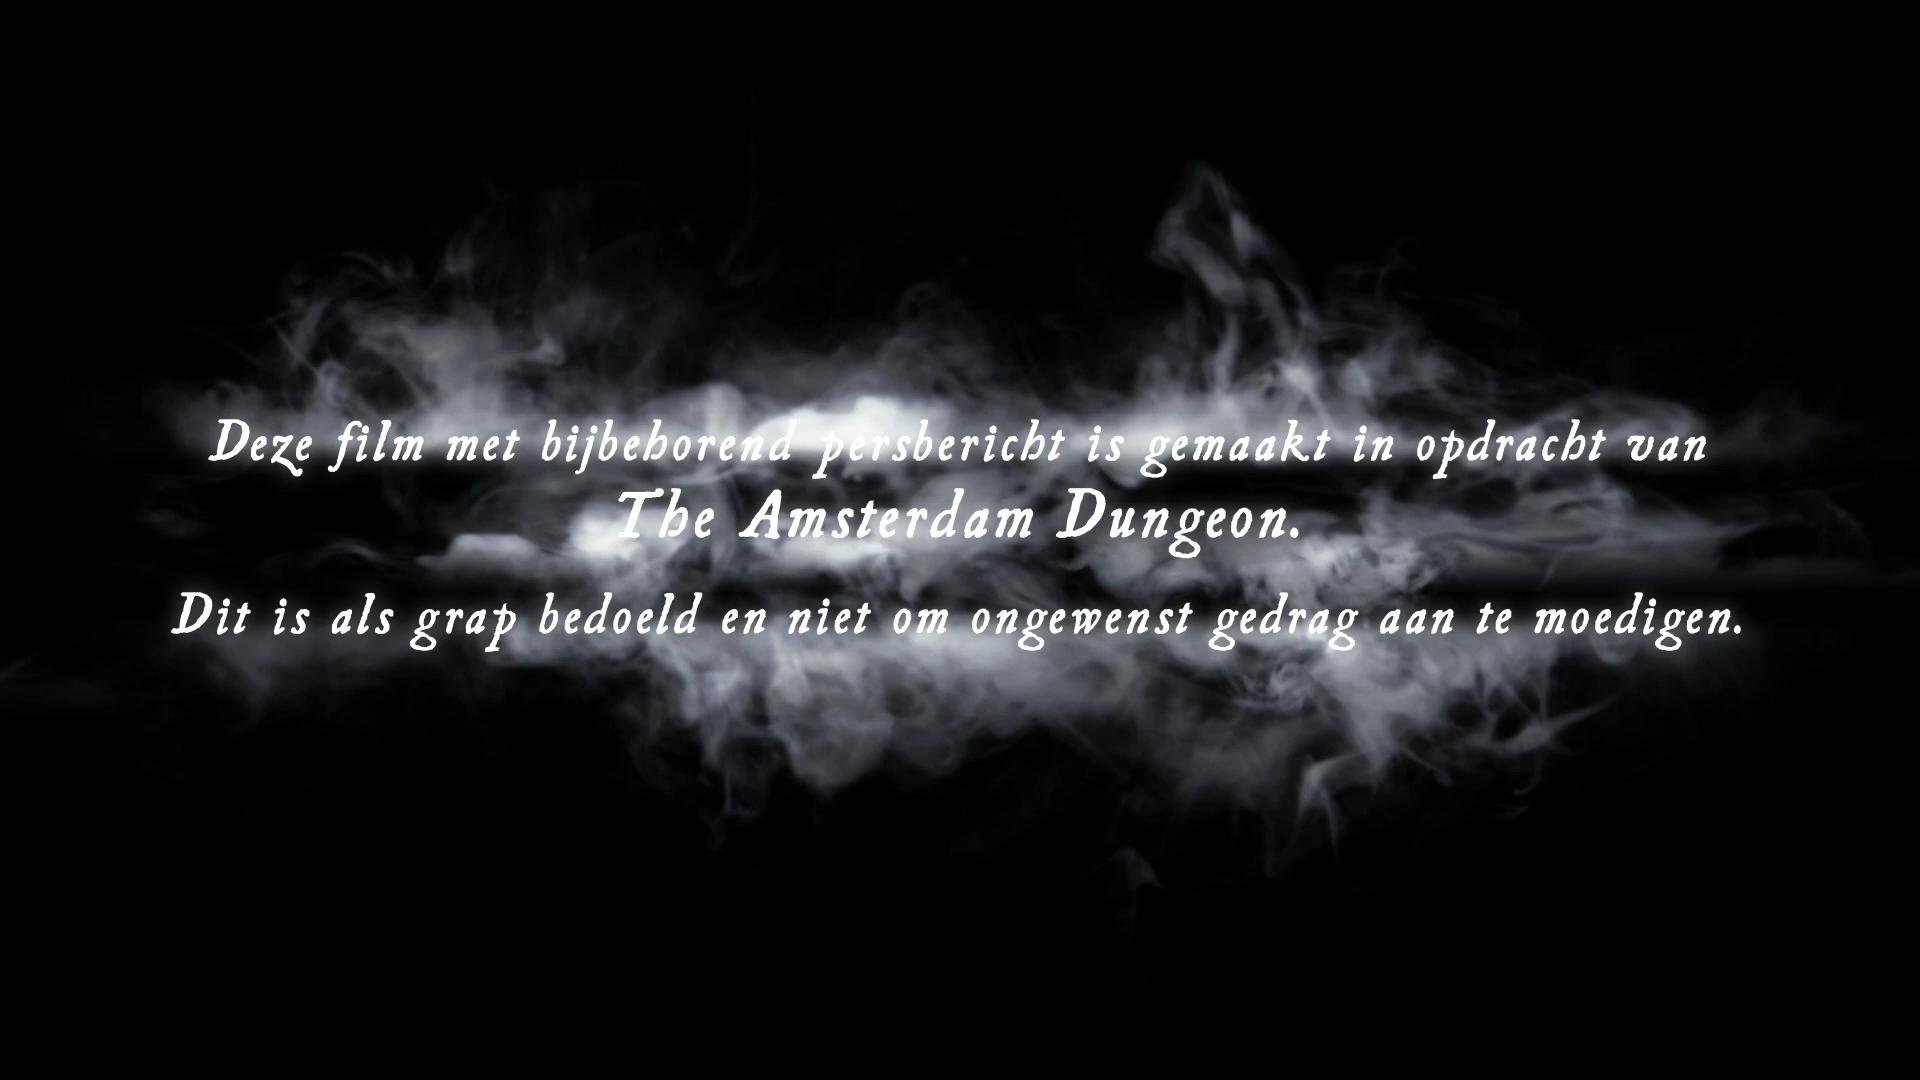 Deze film met bijbehorend persbericht is gemaakt in opdracht van
The Amsterdam Dungeon.
Dit is als grap bedoeld en niet om ongewenst gedrag aan te moedigen.